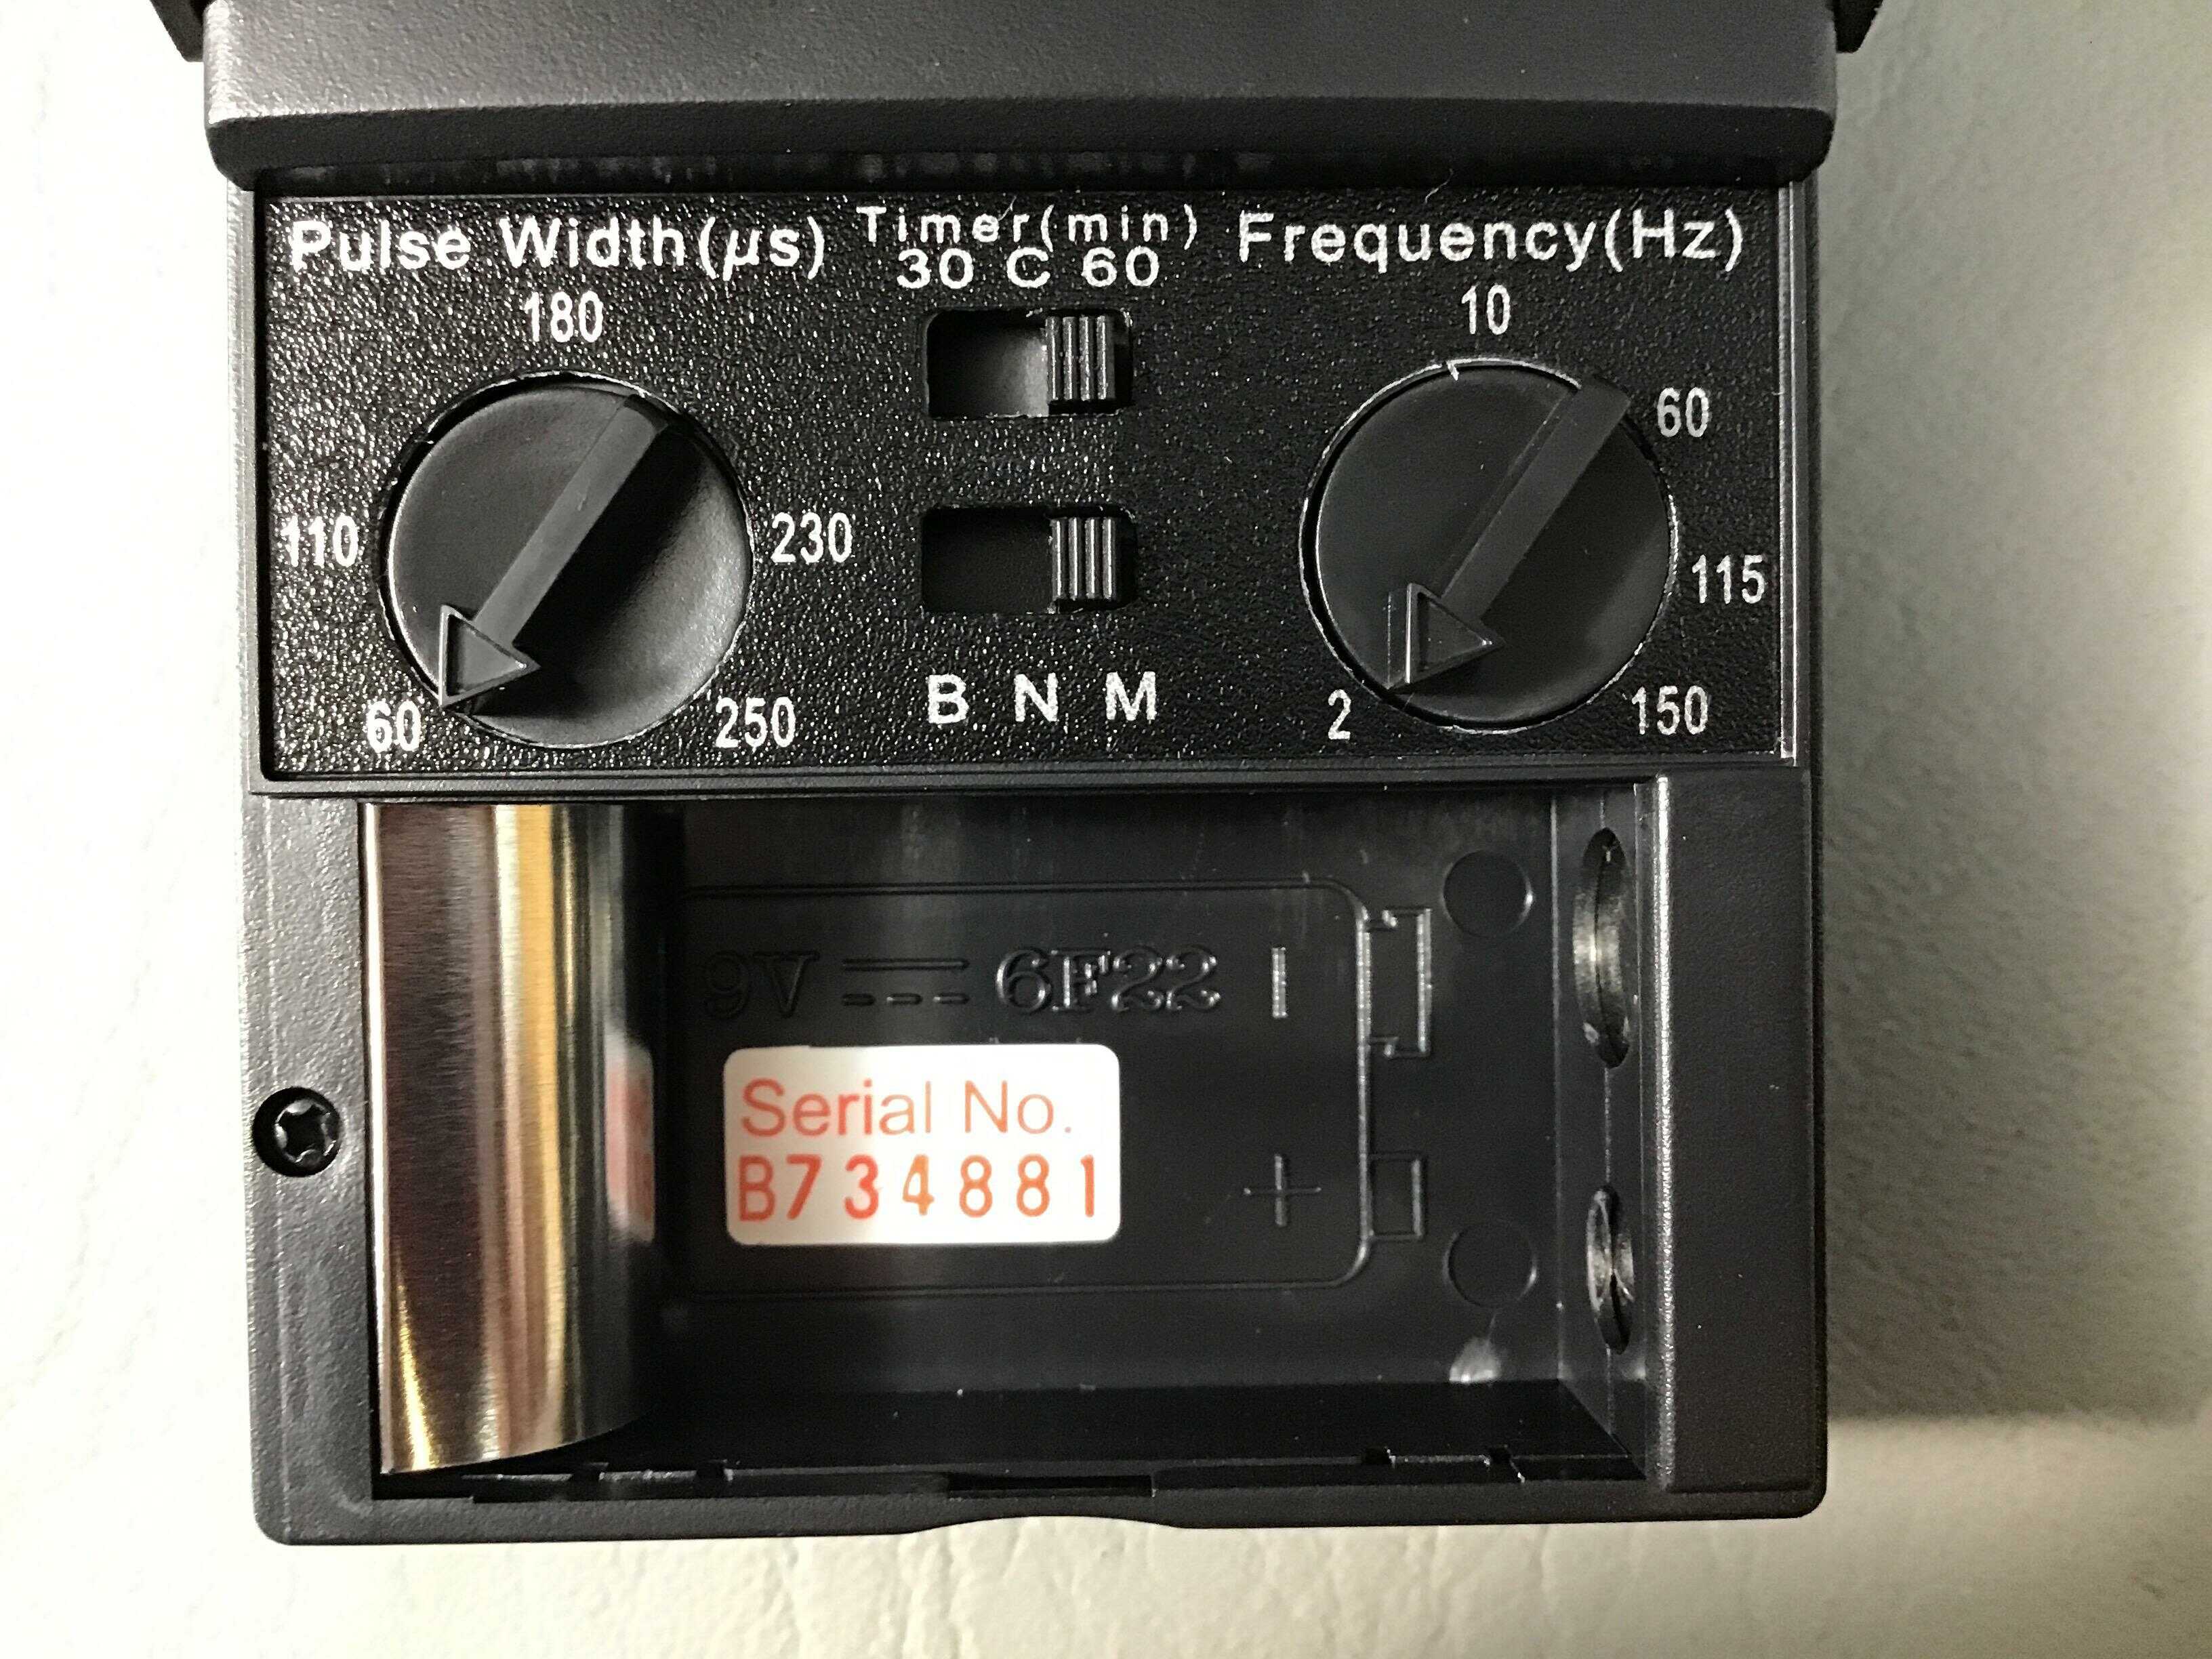 Pulse Width(µs)
180
110
230
60
250
Timer(min)
30 C 60
B N M
Frequency(Hz)
10
60
115
2
150
9V 6F22 −
Serial No.
B734881
+